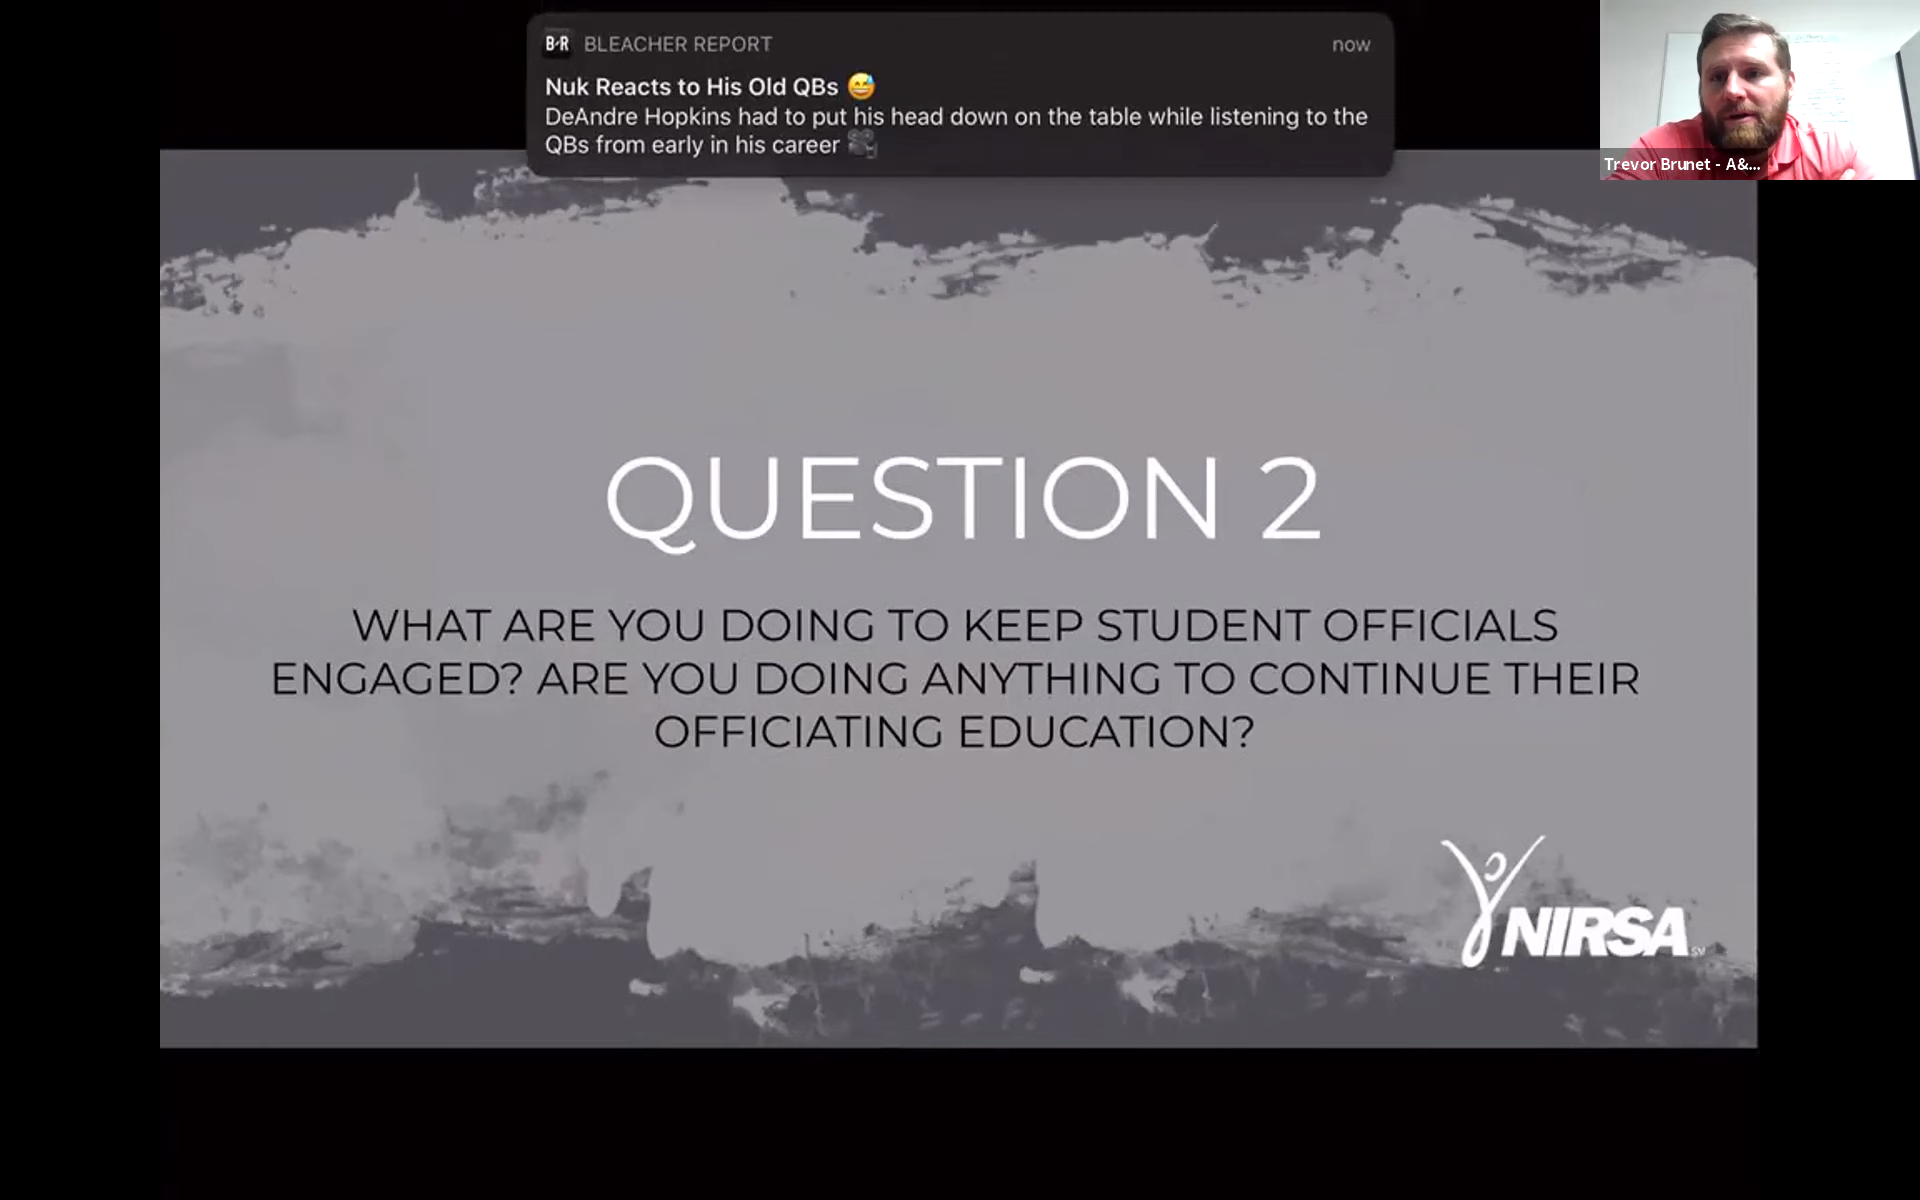 B/R BLEACHER REPORT now
Nuk Reacts to His Old QBs 😅
DeAndre Hopkins had to put his head down on the table while listening to the
QBs from early in his career 🎥
Trevor Brunet - A&...
QUESTION 2
WHAT ARE YOU DOING TO KEEP STUDENT OFFICIALS
ENGAGED? ARE YOU DOING ANYTHING TO CONTINUE THEIR
OFFICIATING EDUCATION?
NIRSA